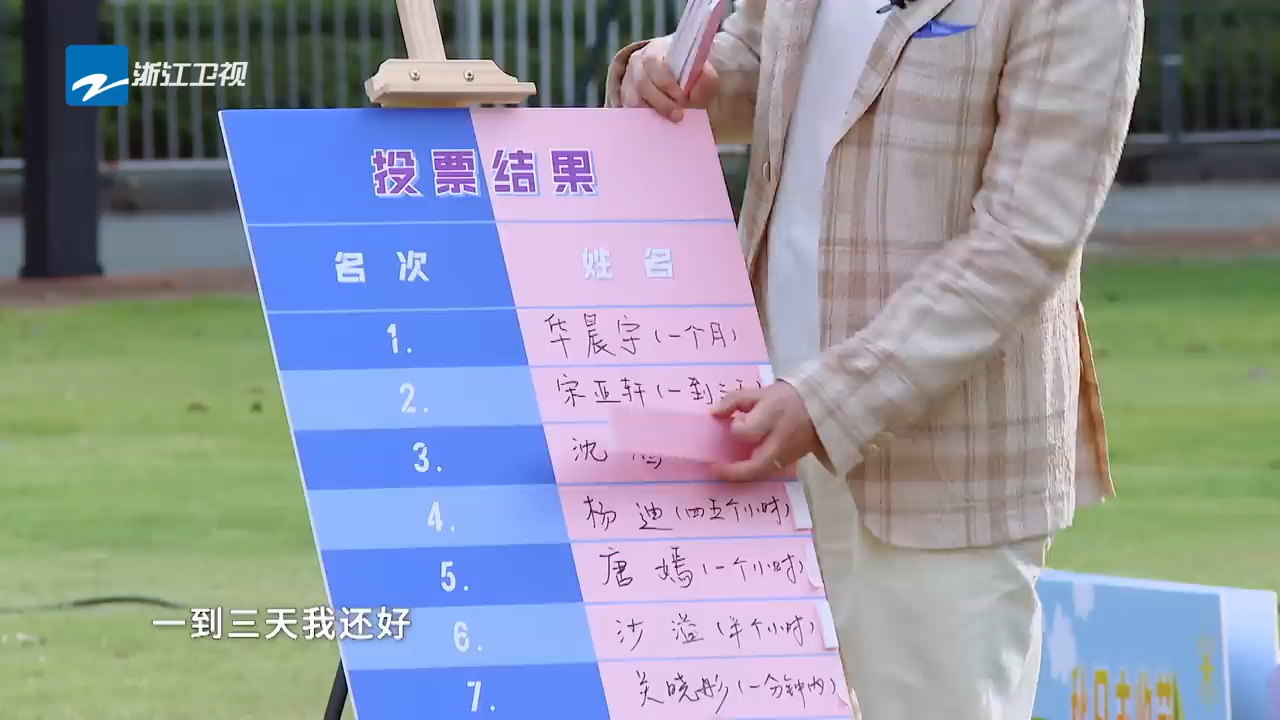 浙江卫视
投票结果
名次 姓名
1. 华晨宇(一个月)
2. 宋亚轩(一到三天)
3. 沈
4. 杨迪(四五个小时)
5. 唐嫣(一个小时)
6. 沙溢(半个小时)
7. 关晓彤(一分钟内)
一到三天我还好